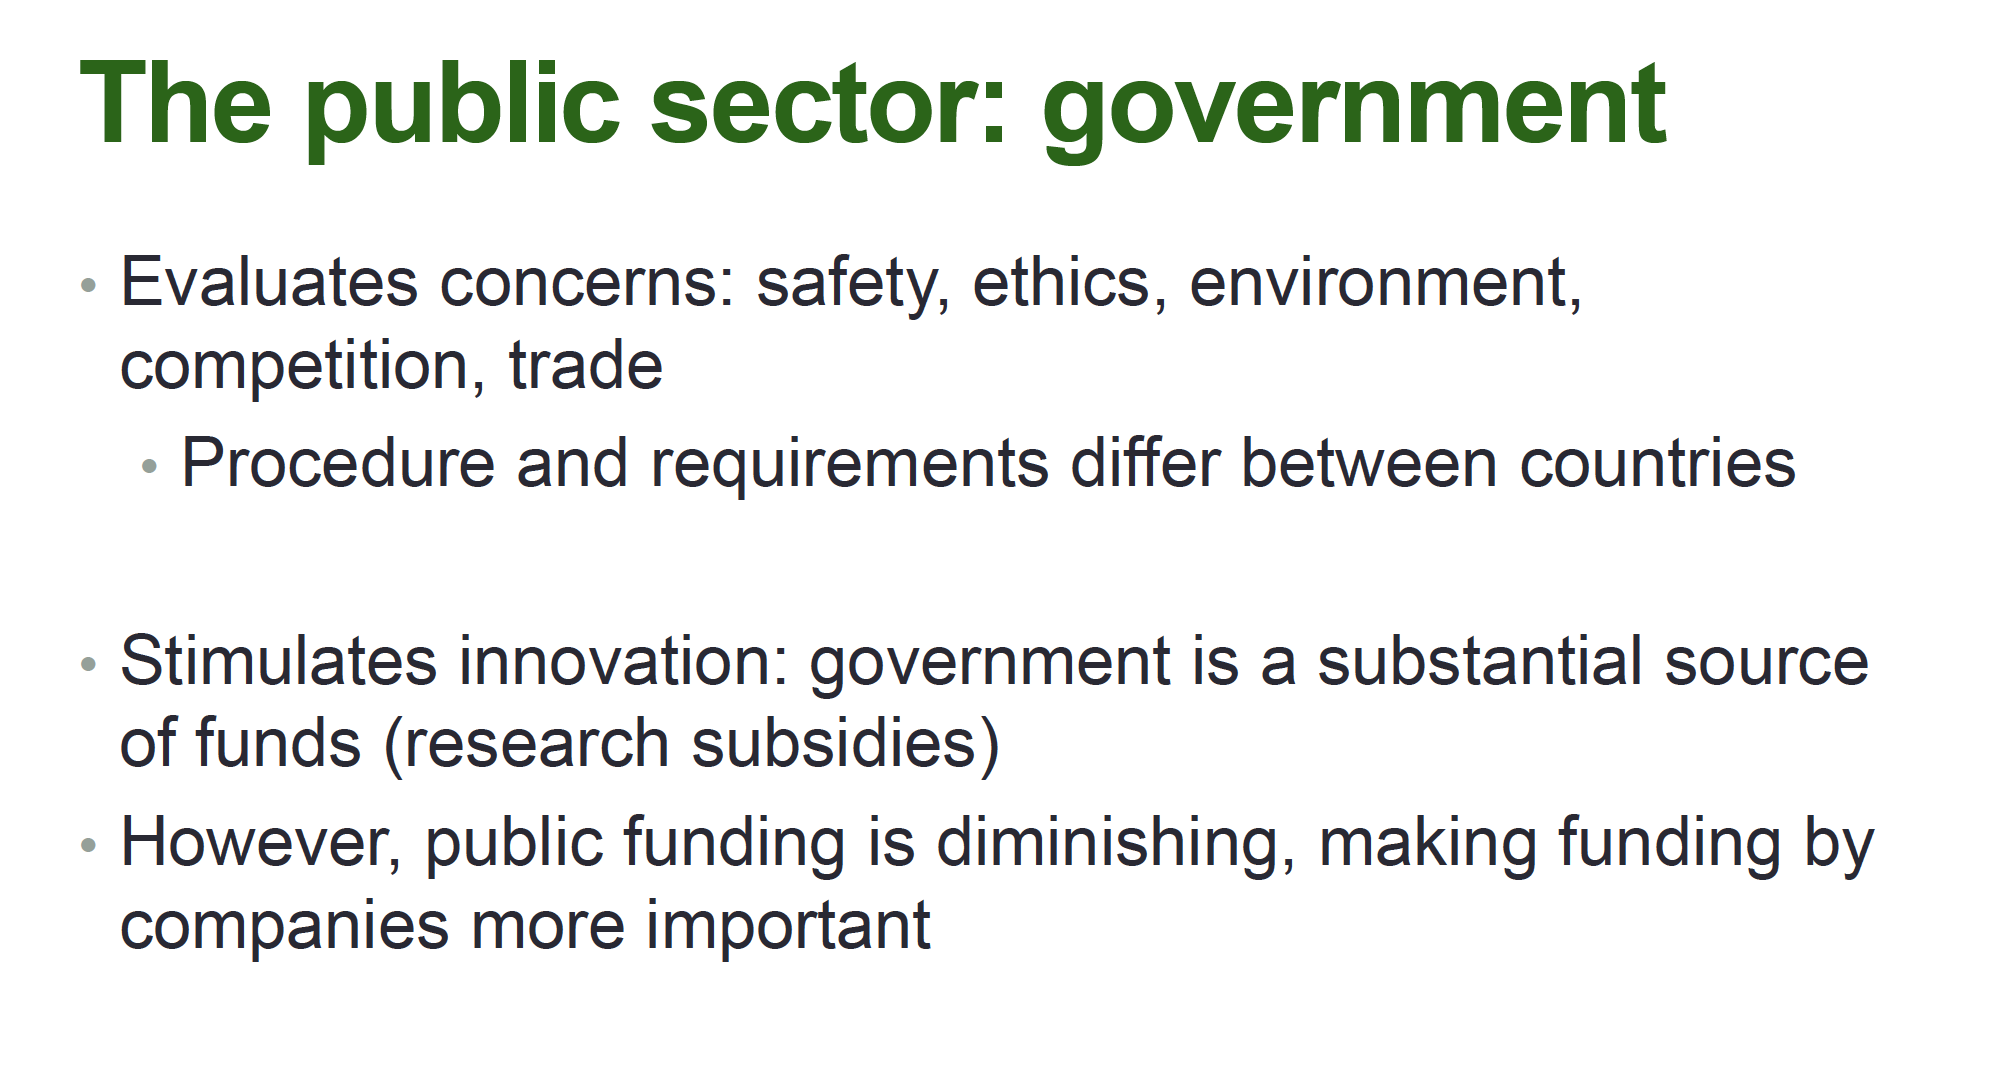 The public sector: government
• Evaluates concerns: safety, ethics, environment,
competition, trade
• Procedure and requirements differ between countries
• Stimulates innovation: government is a substantial source
of funds (research subsidies)
• However, public funding is diminishing, making funding by
companies more important